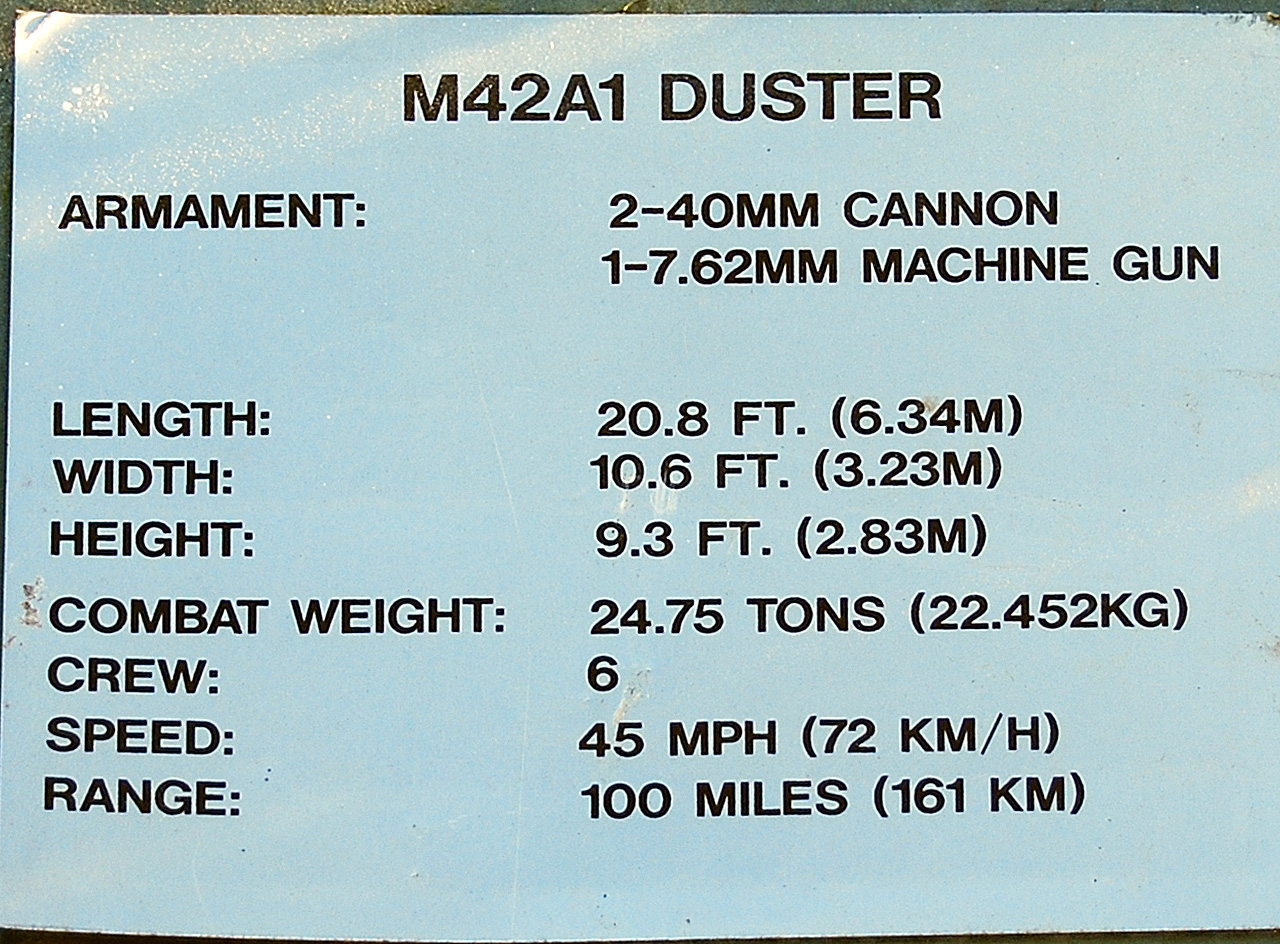 M42A1 DUSTER
ARMAMENT: 2-40MM CANNON
1-7.62MM MACHINE GUN
LENGTH: 20.8 FT. (6.34M)
WIDTH: 10.6 FT. (3.23M)
HEIGHT: 9.3 FT. (2.83M)
COMBAT WEIGHT: 24.75 TONS (22.452KG)
CREW: 6
SPEED: 45 MPH (72 KM/H)
RANGE: 100 MILES (161 KM)